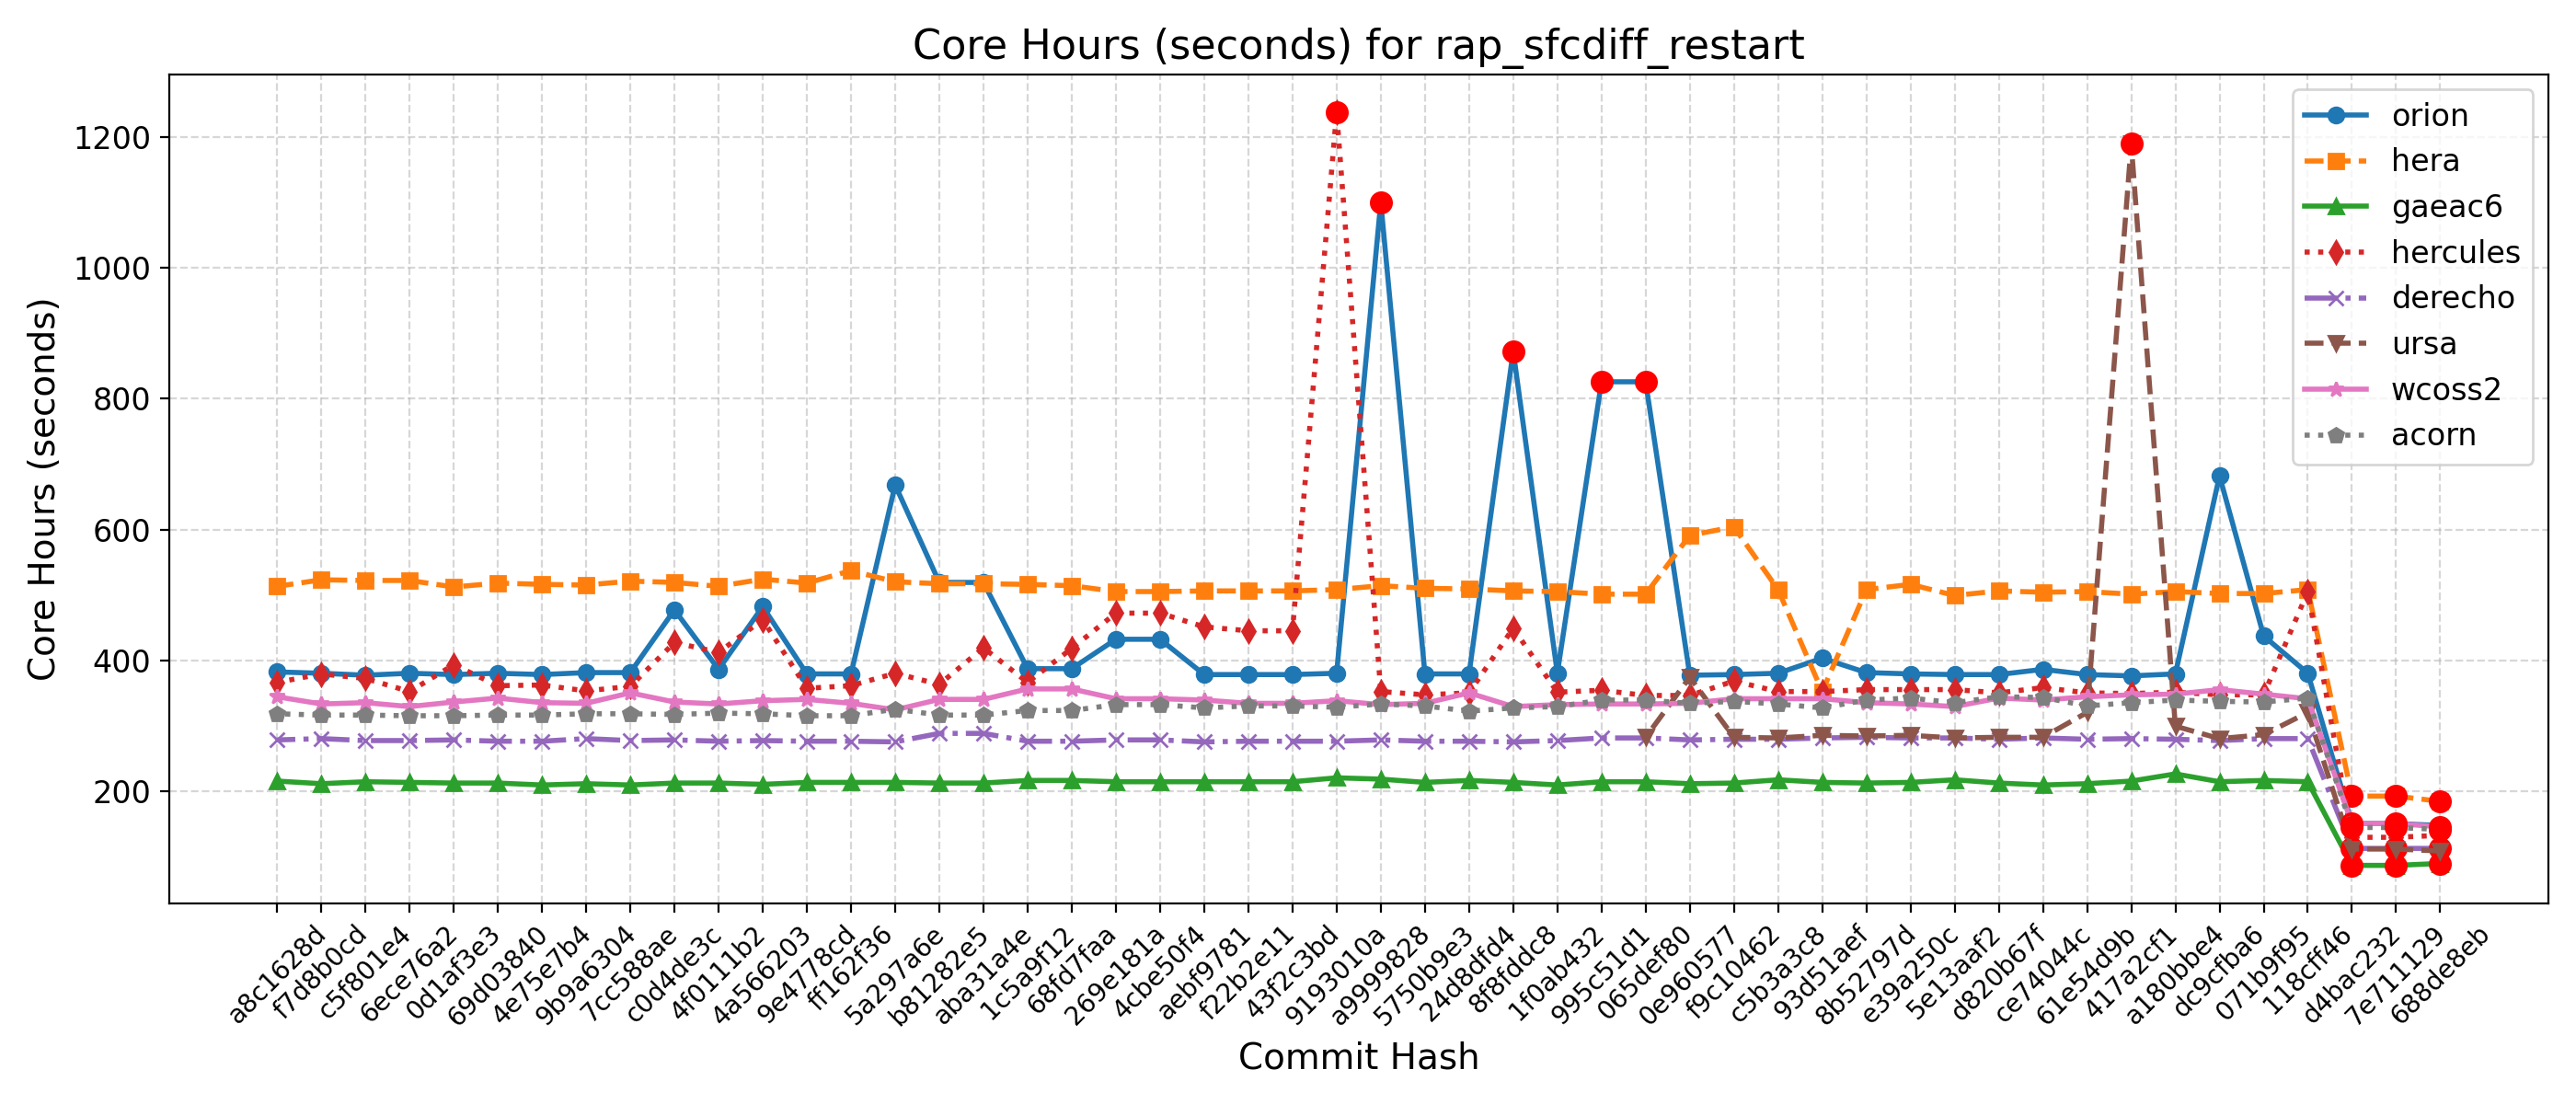 Core Hours (seconds) for rap_sfcdiff_restart
Core Hours (seconds)
1200
1000
800
600
400
200
orion
hera
gaeac6
hercules
derecho
ursa
wcoss2
acorn
a8c1628d
f7d8b0cd
c5f801e4
6ece76a2
0d1af3e3
69d03840
4e75e7b4
9b9a6304
7cc588ae
c0d4de3c
4f0111b2
4a566203
9e4778cd
ff162f36
5a297a6e
b81282e5
aba31a4e
1c5a9f12
68fd7faa
269e181a
4cbe50f4
aebf9781
f22b2e11
43f2c3bd
9193010a
a9999828
5750b9e3
24d8dfd4
8f8fddc8
1f0ab432
995c51d1
065def80
0e960577
f9c10462
c5b3a3c8
93d51aef
8b52797d
e39a250c
5e13aaf2
d820b67f
ce74044c
61e54d9b
417a2cf1
a180bbe4
dc9cfba6
071b9f95
118cff46
d4bac232
7e711129
688de8eb
Commit Hash